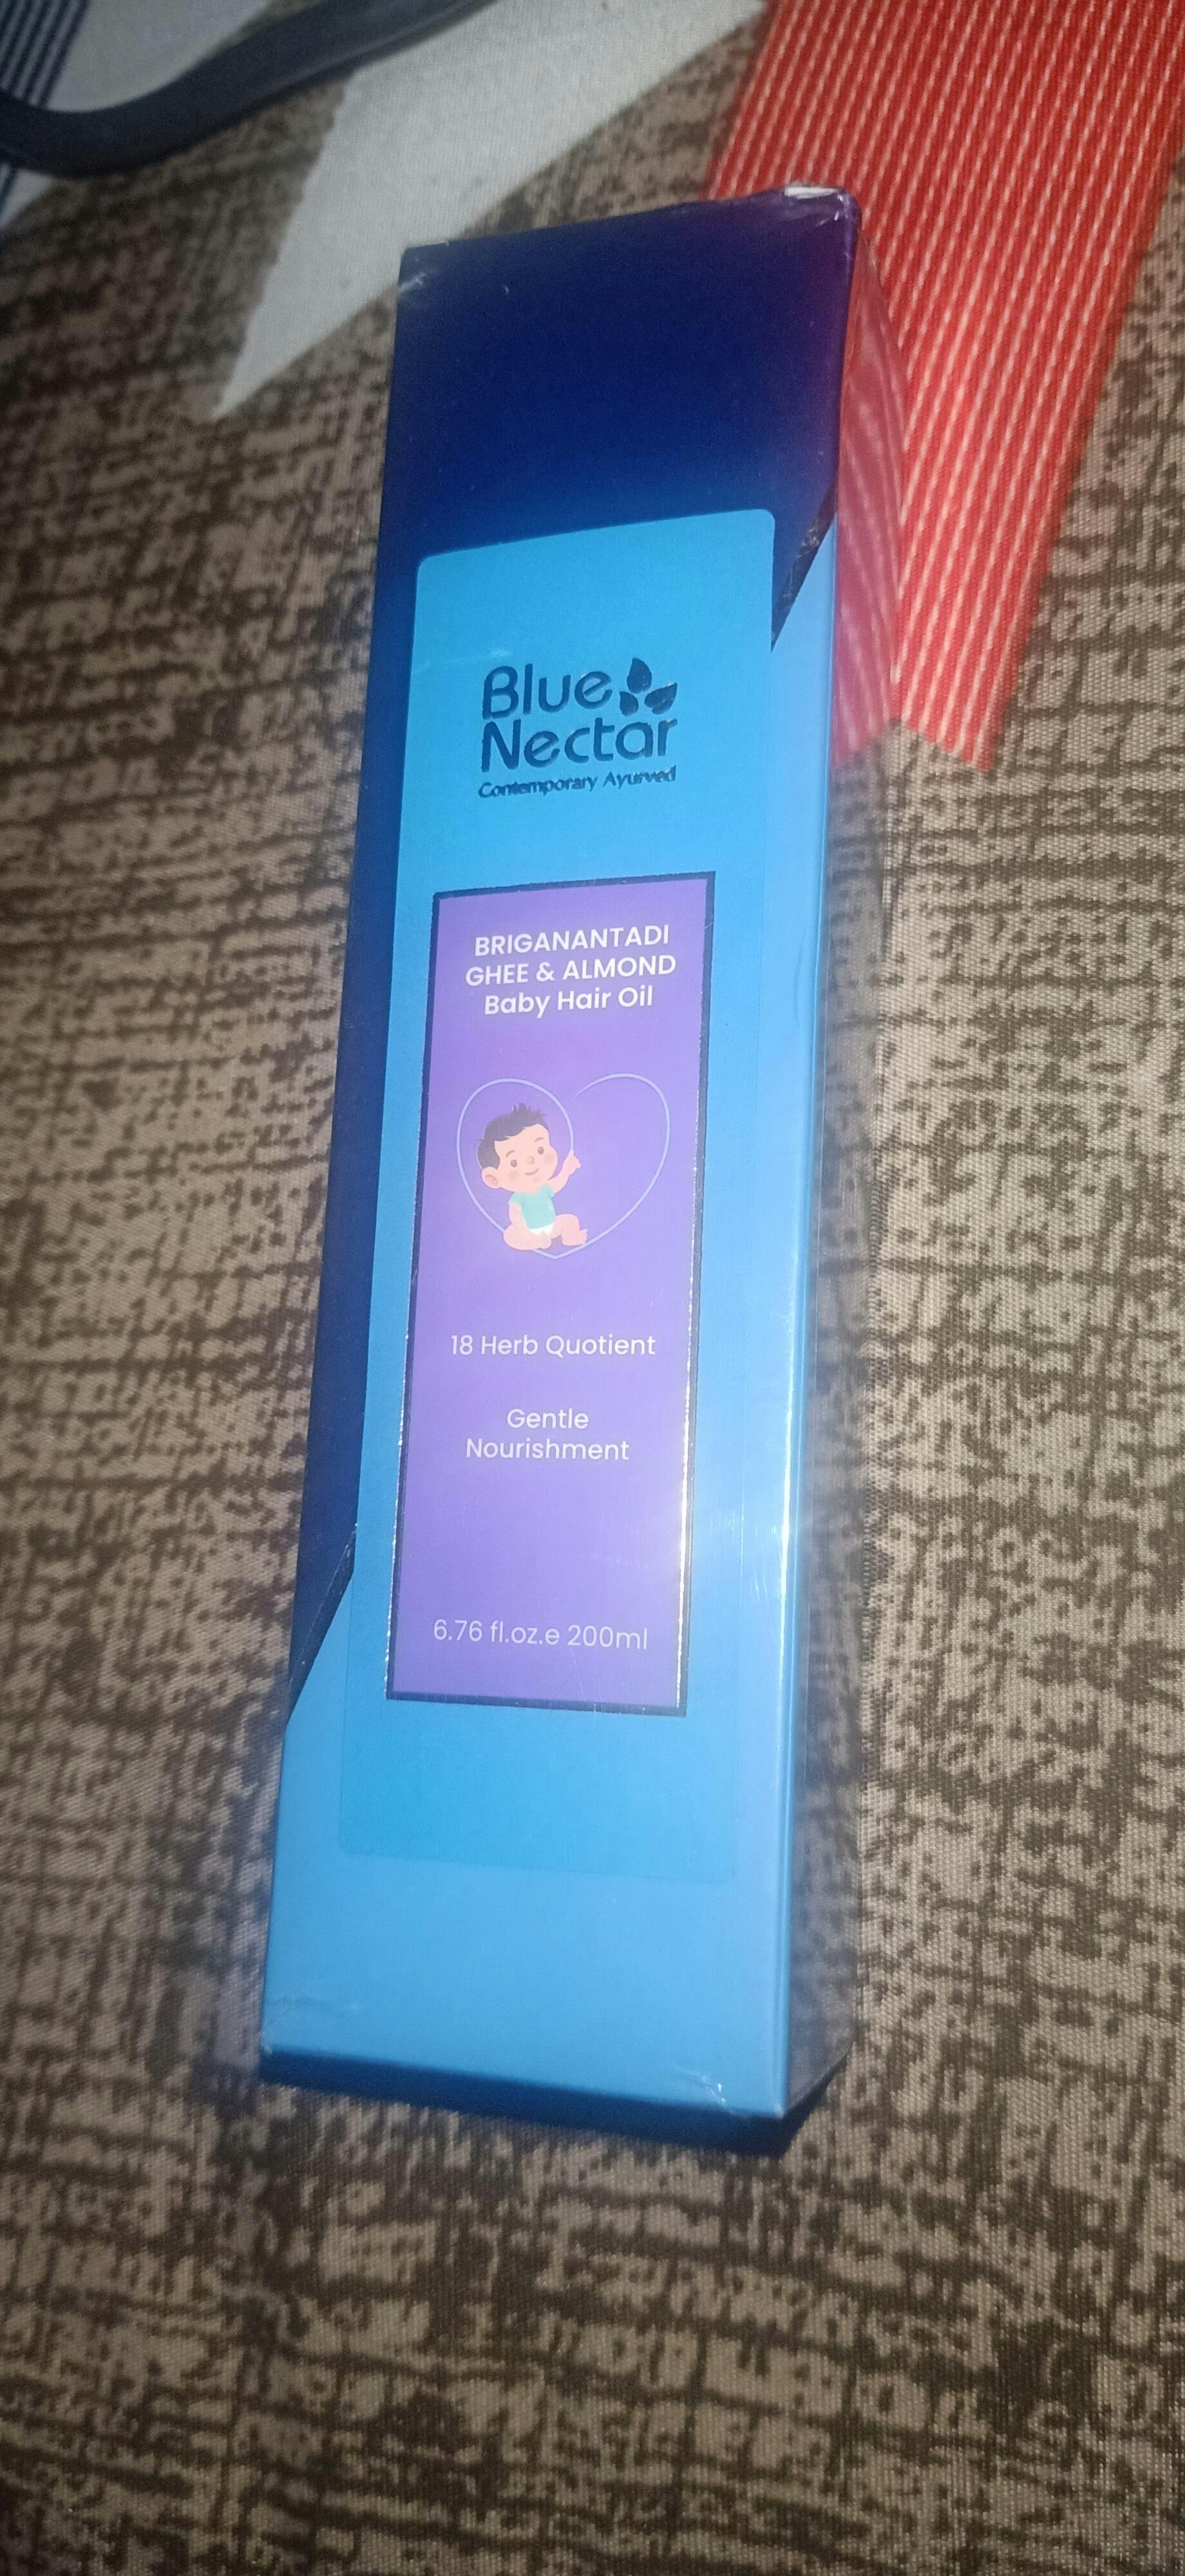 Blue
Nectar
Contemporary Ayurved
BRIGANANTADI
GHEE & ALMOND
Baby Hair Oil
18 Herb Quotient
Gentle
Nourishment
6.76 fl.oz.e 200ml